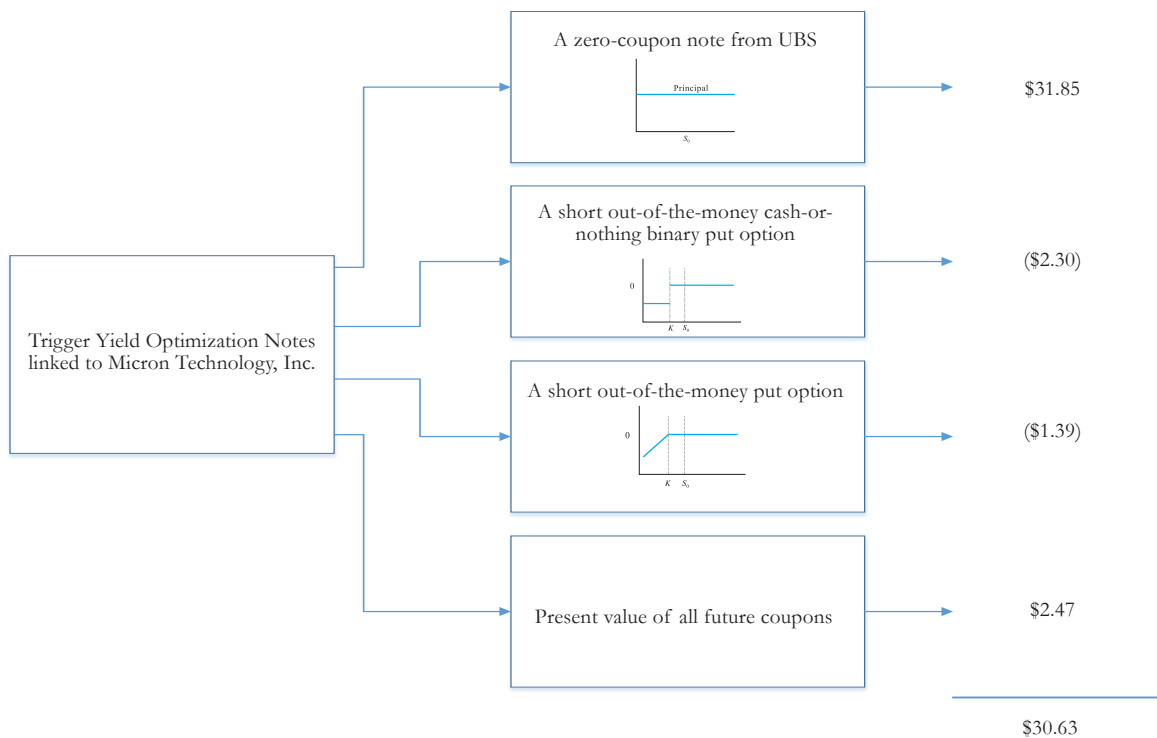 A zero-coupon note from UBS
Principal
S0
$31.85
A short out-of-the-money cash-or-
nothing binary put option
0
K S0
($2.30)
Trigger Yield Optimization Notes
linked to Micron Technology, Inc.
A short out-of-the-money put option
0
K S0
($1.39)
Present value of all future coupons
$2.47
$30.63